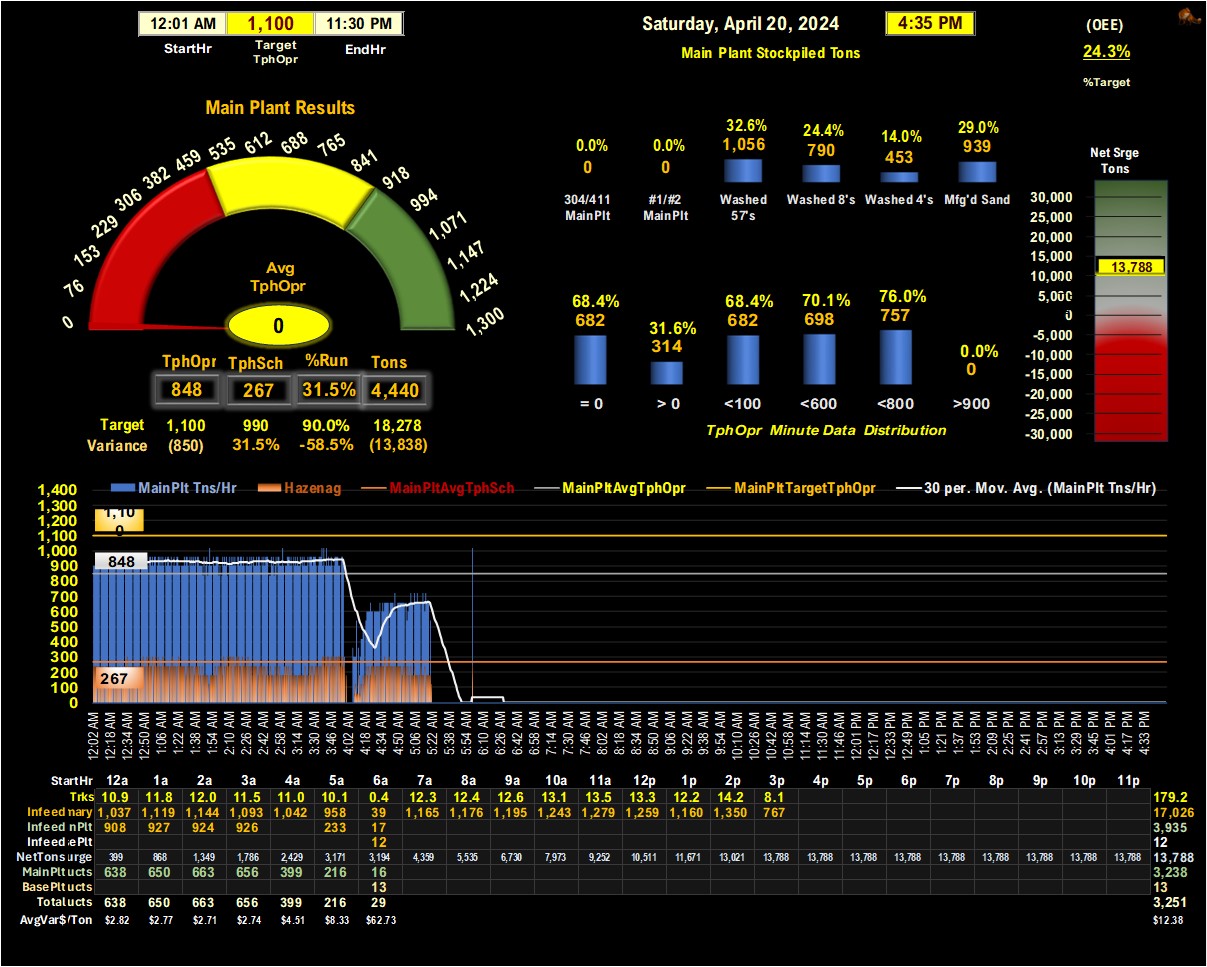 12:01 AM 1,100 11:30 PM
StartHr Target TphOpr EndHr
Saturday, April 20, 2024 4:35 PM
Main Plant Stockpiled Tons
(OEE)
24.3%
%Target
Main Plant Results
0 76 153 229 306 382 459 535 612 688 765 841 918 994 1,071 1,147 1,224 1,300
Avg
TphOpr
0
TphOpr TphSch %Run Tons
848 267 31.5% 4,440
Target 1,100 990 90.0% 18,278
Variance (850) 31.5% -58.5% (13,838)
0.0% 0.0% 32.6% 24.4% 14.0% 29.0%
0 0 1,056 790 453 939
304/411 MainPlt #1/#2 MainPlt Washed 57's Washed 8's Washed 4's Mfg'd Sand
68.4% 31.6% 68.4% 70.1% 76.0% 0.0%
682 314 682 698 757 0
= 0 > 0 <100 <600 <800 >900
TphOpr Minute Data Distribution
Net Srge
Tons
30,000
25,000
20,000
15,000
13,788
10,000
5,000
0
-5,000
-10,000
-15,000
-20,000
-25,000
-30,000
MainPlt Tns/Hr Hazenag MainPltAvgTphSch MainPltAvgTphOpr MainPltTargetTphOpr 30 per. Mov. Avg. (MainPlt Tns/Hr)
1,400
1,300
1,200
1,100
1,000
900
800
700
600
500
400
300
200
100
0
1,100
848
267
12:02 AM 12:18 AM 12:34 AM 12:50 AM 1:06 AM 1:22 AM 1:38 AM 1:54 AM 2:10 AM 2:26 AM 2:42 AM 2:58 AM 3:14 AM 3:30 AM 3:46 AM 4:02 AM 4:18 AM 4:34 AM 4:50 AM 5:06 AM 5:22 AM 5:38 AM 5:54 AM 6:10 AM 6:26 AM 6:42 AM 6:58 AM 7:14 AM 7:30 AM 7:46 AM 8:02 AM 8:18 AM 8:34 AM 8:50 AM 9:06 AM 9:22 AM 9:38 AM 9:54 AM 10:10 AM 10:26 AM 10:42 AM 10:58 AM 11:14 AM 11:30 AM 11:46 AM 12:01 PM 12:17 PM 12:33 PM 12:49 PM 1:05 PM 1:21 PM 1:37 PM 1:53 PM 2:09 PM 2:25 PM 2:41 PM 2:57 PM 3:13 PM 3:29 PM 3:45 PM 4:01 PM 4:17 PM 4:33 PM
StartHr 12a 1a 2a 3a 4a 5a 6a 7a 8a 9a 10a 11a 12p 1p 2p 3p 4p 5p 6p 7p 8p 9p 10p 11p
Trks 10.9 11.8 12.0 11.5 11.0 10.1 0.4 12.3 12.4 12.6 13.1 13.5 13.3 12.2 14.2 8.1 179.2
Infeed mary 1,037 1,119 1,144 1,093 1,042 958 39 1,165 1,176 1,195 1,243 1,279 1,259 1,160 1,350 767 17,026
Infeed nPlt 908 927 924 926 233 17 3,935
Infeed ePlt 12 12
NetTons urge 399 868 1,349 1,786 2,429 3,171 3,194 4,359 5,535 6,730 7,973 9,252 10,511 11,671 13,021 13,788 13,788 13,788 13,788 13,788 13,788 13,788 13,788 13,788 13,788
MainPlt ucts 638 650 663 656 399 216 16 3,238
BasePlt ucts 13 13
Total ucts 638 650 663 656 399 216 29 3,251
AvgVar$/Ton $2.82 $2.77 $2.71 $2.74 $4.51 $8.33 $62.73 $12.38